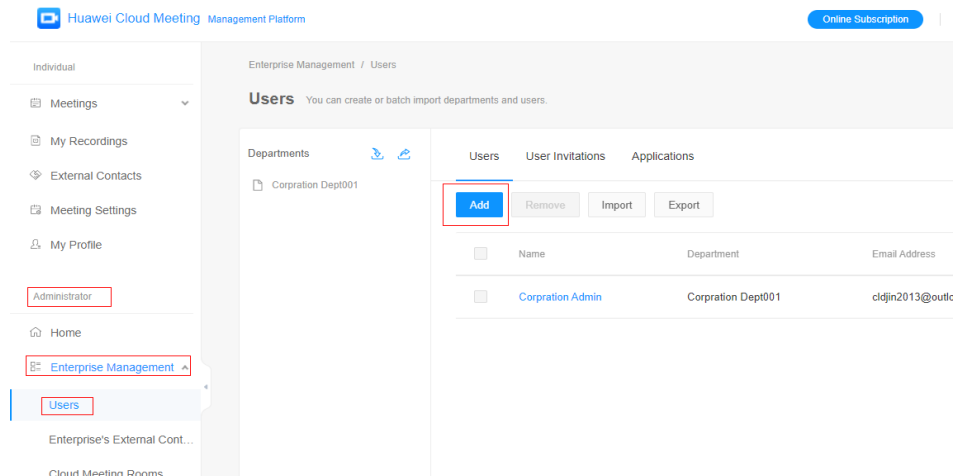 Huawei Cloud Meeting Management Platform
Online Subscription
Individual
Meetings
My Recordings
External Contacts
Meeting Settings
My Profile
Administrator
Home
Enterprise Management
Users
Enterprise's External Cont...
Cloud Meeting Rooms
Enterprise Management / Users
Users You can create or batch import departments and users.
Departments
Corpration Dept001
Users User Invitations Applications
Add Remove Import Export
Name Department Email Address
Corpration Admin Corpration Dept001 cldjin2013@outlo